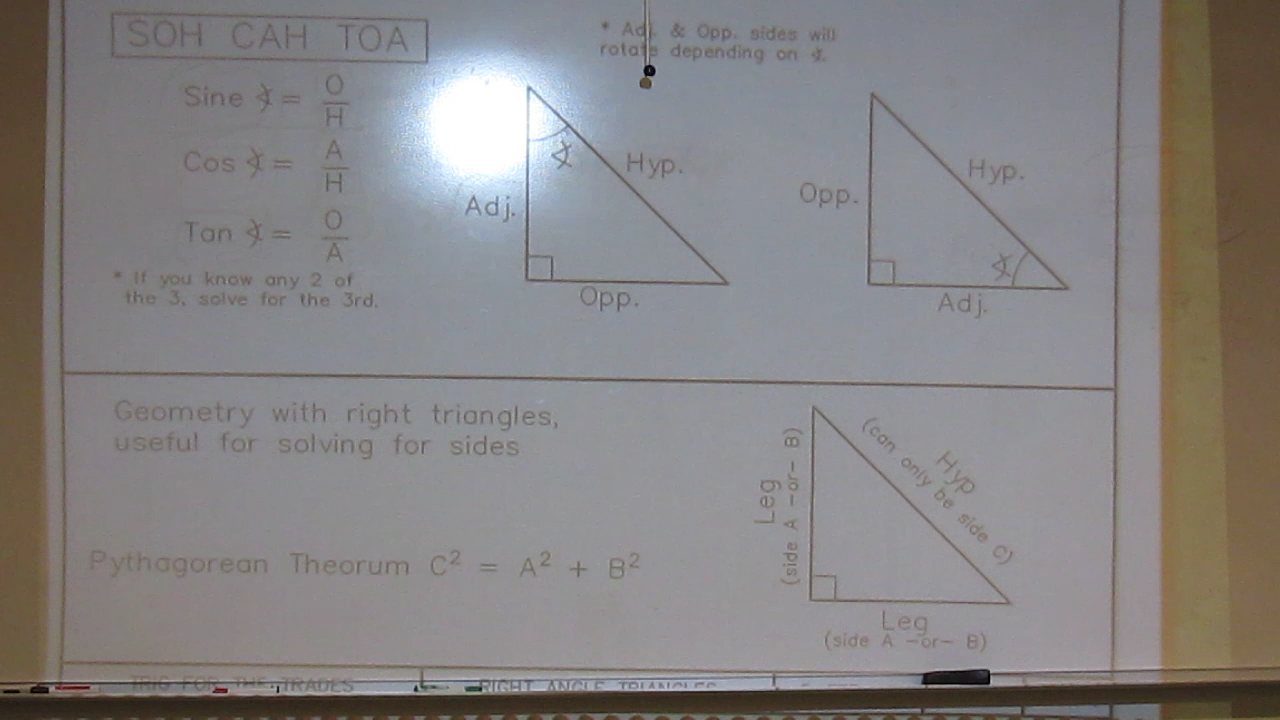 SOH CAH TOA
* Adj. & Opp. sides will
rotate depending on ∢.
Sine ∢ = O/H
Cos ∢ = A/H
Tan ∢ = O/A
* If you know any 2 of
the 3, solve for the 3rd.
∢
Hyp.
Adj.
Opp.
Opp.
Hyp.
∢
Adj.
Geometry with right triangles,
useful for solving for sides
Pythagorean Theorum C² = A² + B²
Leg
(side A -or- B)
Hyp
(can only be side C)
Leg
(side A -or- B)
TRIG FOR THE TRADES
RIGHT ANGLE TRIANGLES